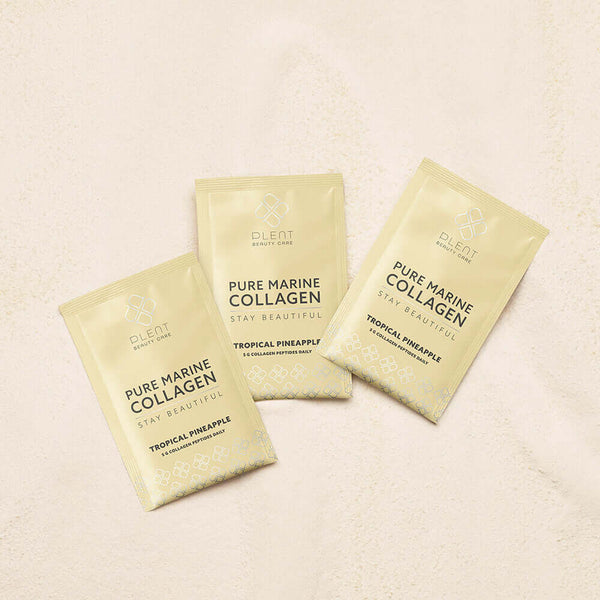 PLENT
BEAUTY CARE
PURE MARINE
COLLAGEN
STAY BEAUTIFUL
TROPICAL PINEAPPLE
5 G COLLAGEN PEPTIDES DAILY
PLENT
BEAUTY CARE
PURE MARINE
COLLAGEN
STAY BEAUTIFUL
TROPICAL PINEAPPLE
5 G COLLAGEN PEPTIDES DAILY
PLENT
BEAUTY CARE
PURE MARINE
COLLAGEN
STAY BEAUTIFUL
TROPICAL PINEAPPLE
5 G COLLAGEN PEPTIDES DAILY